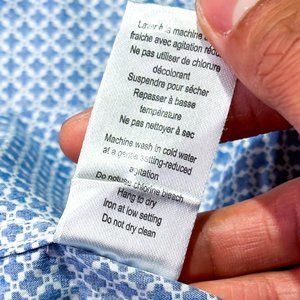 Laver à la machine
fraîche avec agitation
Ne pas utiliser de chlorure
décolorant
Suspendre pour sécher
Repasser à basse
température
Ne pas nettoyer à sec
Machine wash in cold water
at a gentle setting-reduced
agitation
Do not use chlorine bleach
Hang to dry
Iron at low setting
Do not dry clean